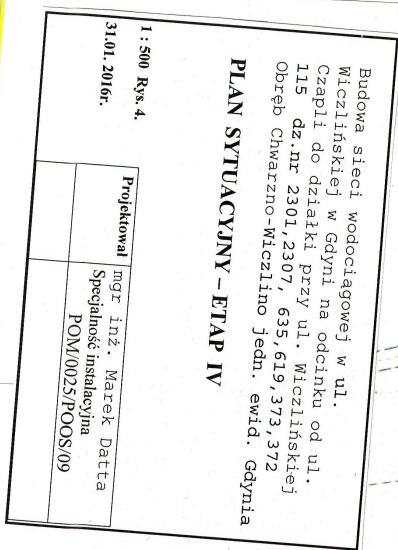 Budowa sieci wodociągowej w ul.
Wiczlińskiej w Gdyni na odcinku od ul.
Czapli do działki przy ul. Wiczlińskiej
115 dz.nr 2301,2307, 635,619,373,372
Obręb Chwarzno-Wiczlino jedn. ewid. Gdynia
PLAN SYTUACYJNY – ETAP IV
1 : 500 Rys. 4.
31.01. 2016r.
Projektował
mgr inż. Marek Datta
Specjalność instalacyjna
POM/0025/POOS/09